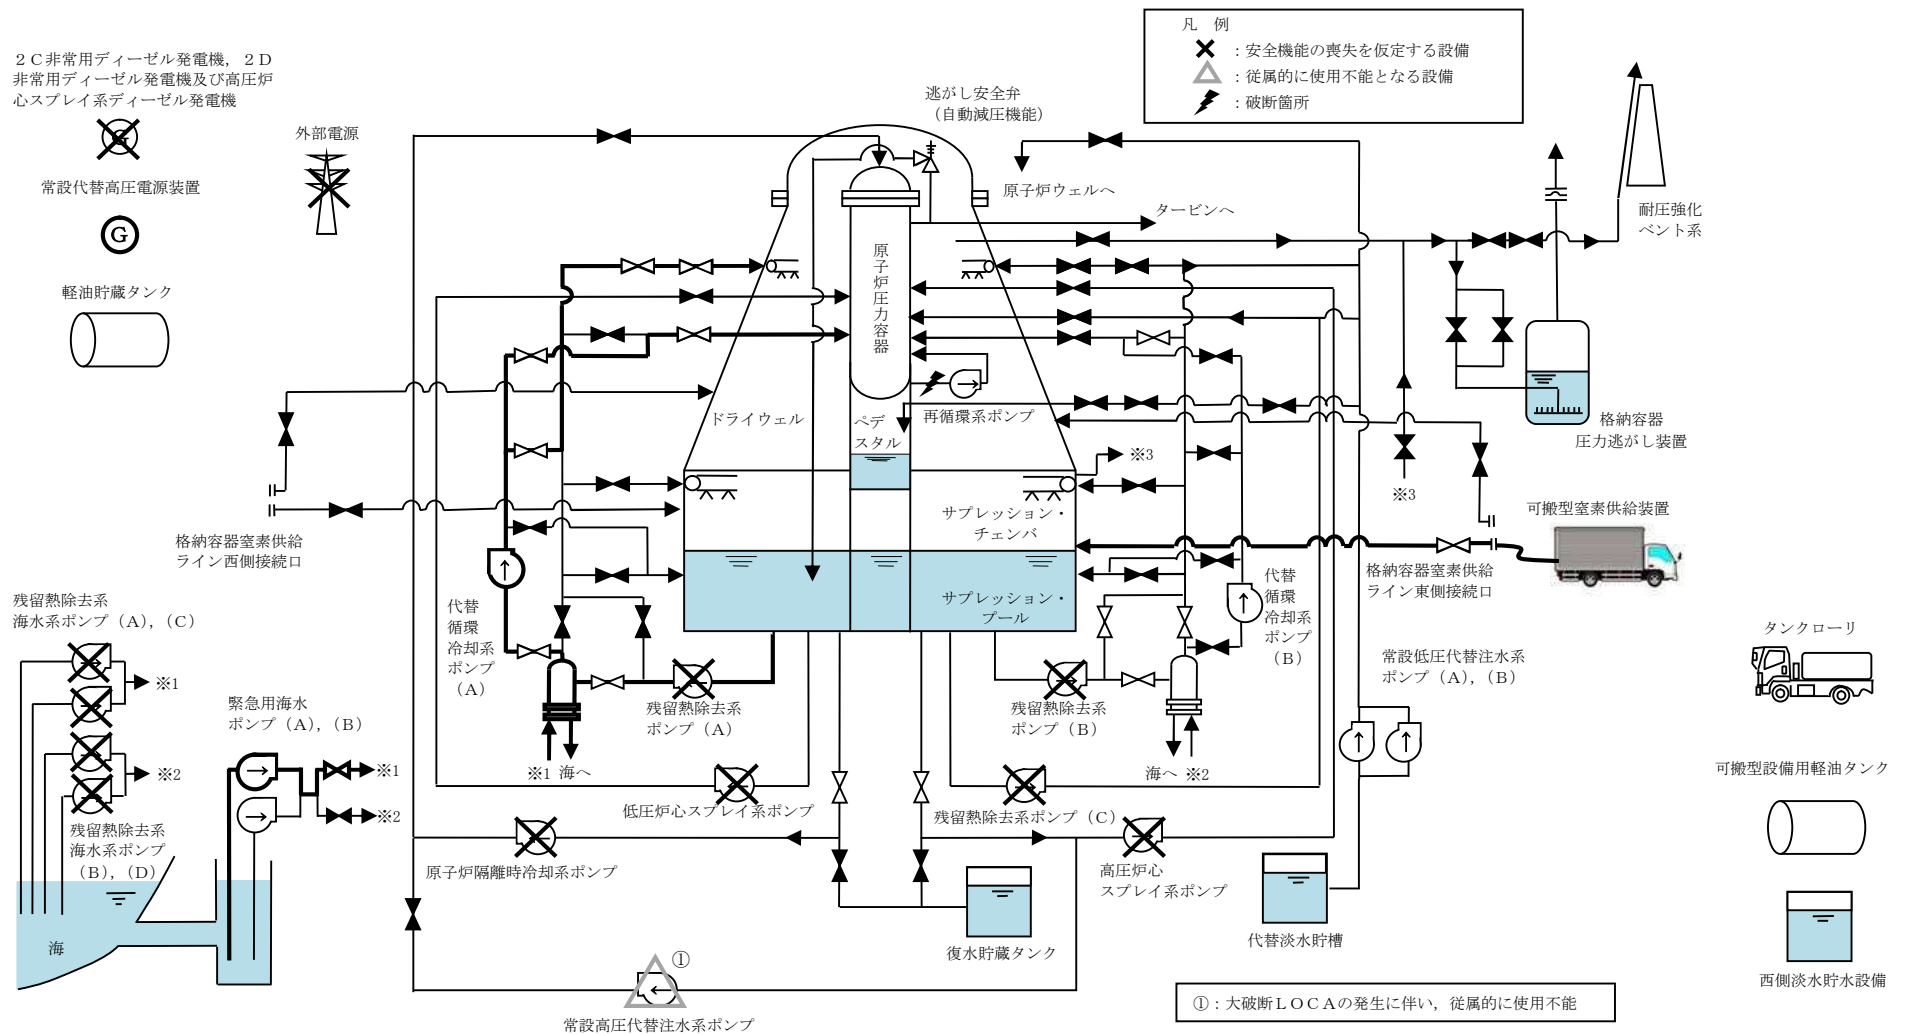 凡 例
：安全機能の喪失を仮定する設備
：従属的に使用不能となる設備
：破断箇所
２Ｃ非常用ディーゼル発電機，２Ｄ
非常用ディーゼル発電機及び高圧炉
心スプレイ系ディーゼル発電機
G
外部電源
常設代替高圧電源装置
G
軽油貯蔵タンク
逃がし安全弁
（自動減圧機能）
原子炉ウェルへ
タービンへ
耐圧強化
ベント系
原子炉圧力容器
ドライウェル
ペデ
スタル
再循環系ポンプ
格納容器
圧力逃がし装置
※3
※3
サプレッション・
チェンバ
サプレッション・
プール
可搬型窒素供給装置
格納容器窒素供給
ライン西側接続口
格納容器窒素供給
ライン東側接続口
代替
循環
冷却系
ポンプ
（A）
代替
循環
冷却系
ポンプ
（B）
残留熱除去系
海水系ポンプ（A），（C）
※1
※2
残留熱除去系
海水系ポンプ
（B），（D）
緊急用海水
ポンプ（A），（B）
※1
※2
海
残留熱除去系
ポンプ（A）
※1 海へ
残留熱除去系
ポンプ（B）
海へ ※2
常設低圧代替注水系
ポンプ（A），（B）
タンクローリ
可搬型設備用軽油タンク
低圧炉心スプレイ系ポンプ
残留熱除去系ポンプ（C）
原子炉隔離時冷却系ポンプ
高圧炉心
スプレイ系ポンプ
復水貯蔵タンク
代替淡水貯槽
西側淡水貯水設備
①
常設高圧代替注水系ポンプ
①：大破断ＬＯＣＡの発生に伴い，従属的に使用不能